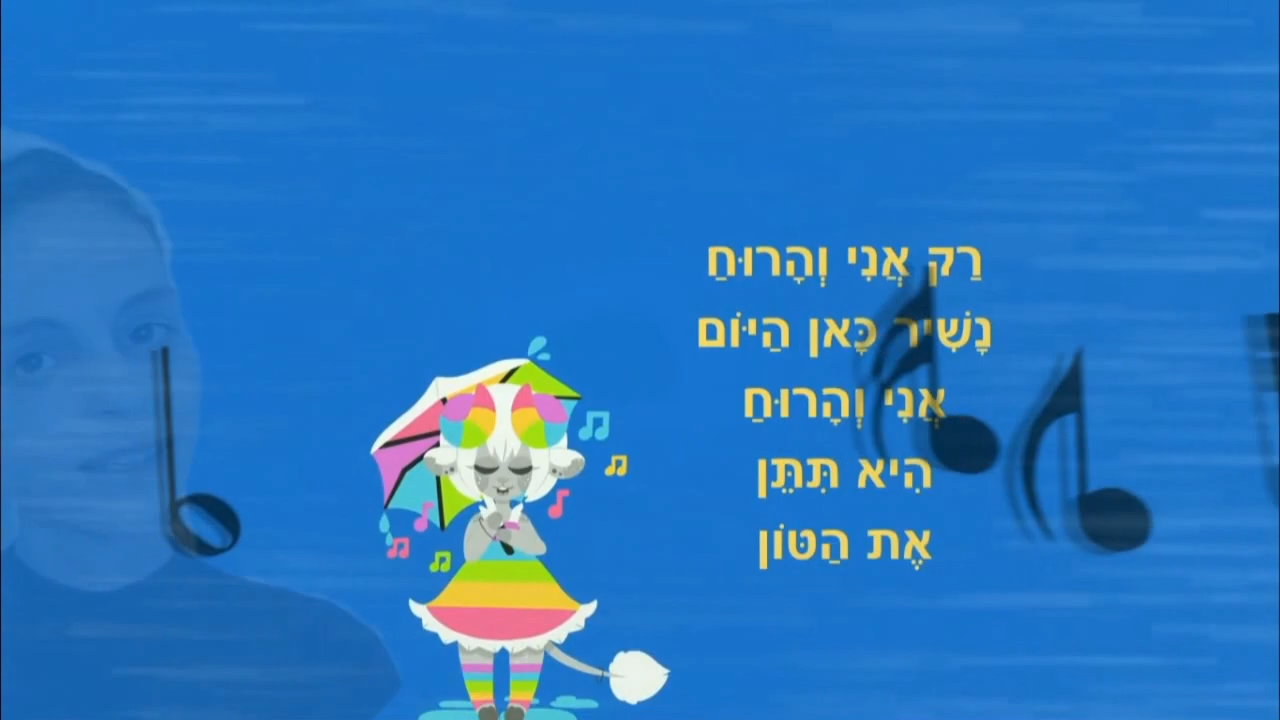 רַק אֲנִי וְהָרוּחַ
נָשִׁיר כָּאן הַיּוֹם
אֲנִי וְהָרוּחַ
הִיא תִּתֵּן
אֶת הַטּוֹן